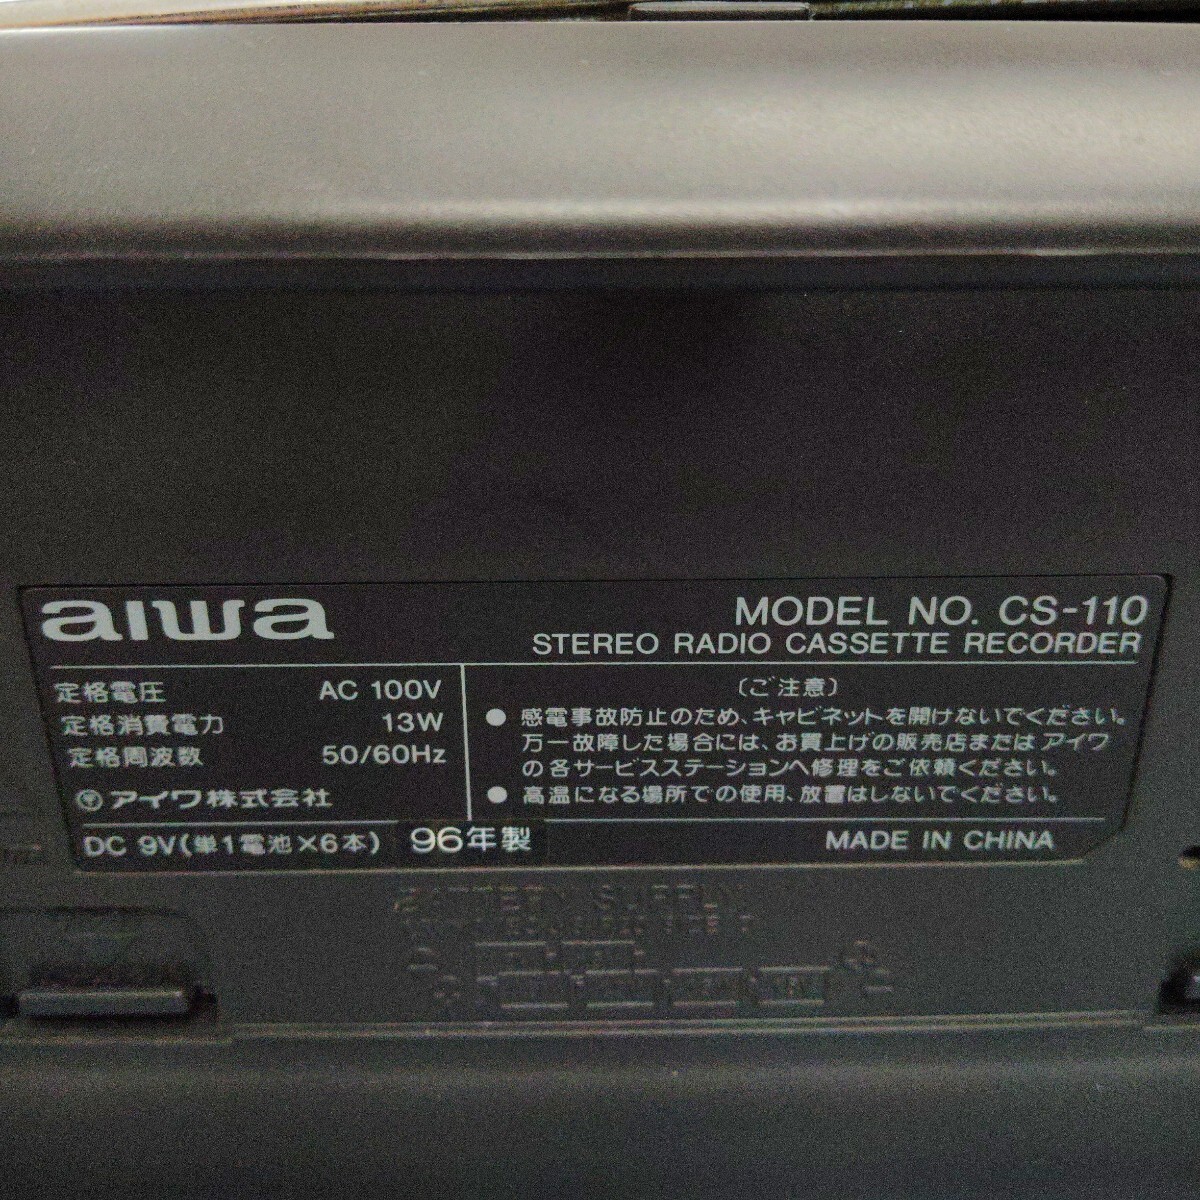 aiwa
MODEL NO. CS-110
STEREO RADIO CASSETTE RECORDER
定格電圧 AC 100V
定格消費電力 13W
定格周波数 50/60Hz
アイワ株式会社
(ご注意)
● 感電事故防止のため、キャビネットを開けないでください。
万一故障した場合には、お買上げの販売店またはアイワ
の各サービスステーションへ修理をご依頼ください。
● 高温になる場所での使用、放置はしないでください。
DC 9V(単1電池×6本) 96年製 MADE IN CHINA
BATTERY SUPPLY